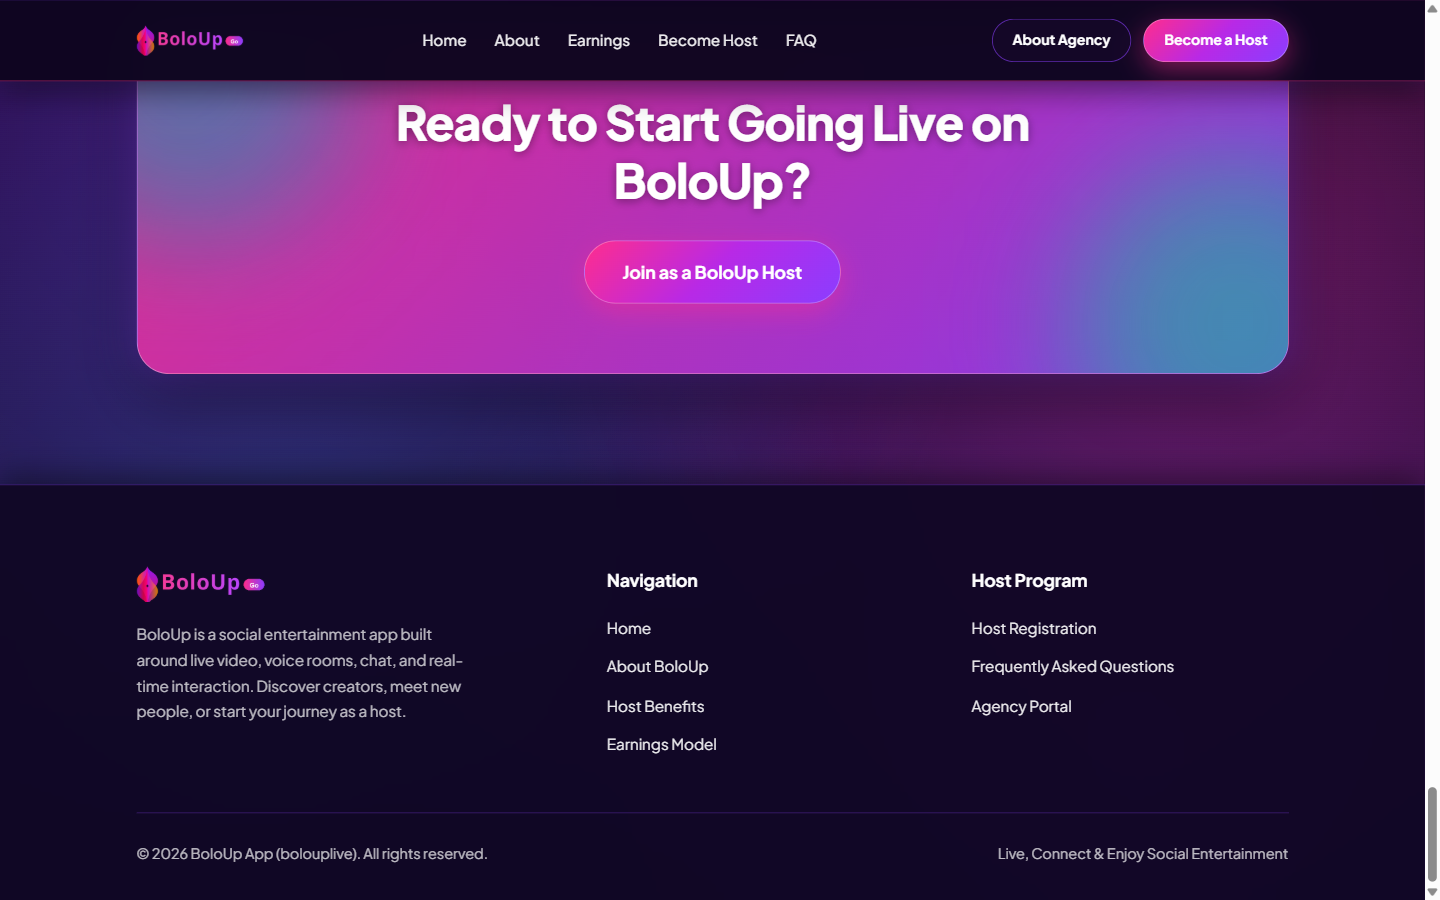 BoloUp Go
Home
About
Earnings
Become Host
FAQ
About Agency
Become a Host
Ready to Start Going Live on
BoloUp?
Join as a BoloUp Host
BoloUp Go
BoloUp is a social entertainment app built
around live video, voice rooms, chat, and real-
time interaction. Discover creators, meet new
people, or start your journey as a host.
Navigation
Home
About BoloUp
Host Benefits
Earnings Model
Host Program
Host Registration
Frequently Asked Questions
Agency Portal
© 2026 BoloUp App (bolouplive). All rights reserved.
Live, Connect & Enjoy Social Entertainment